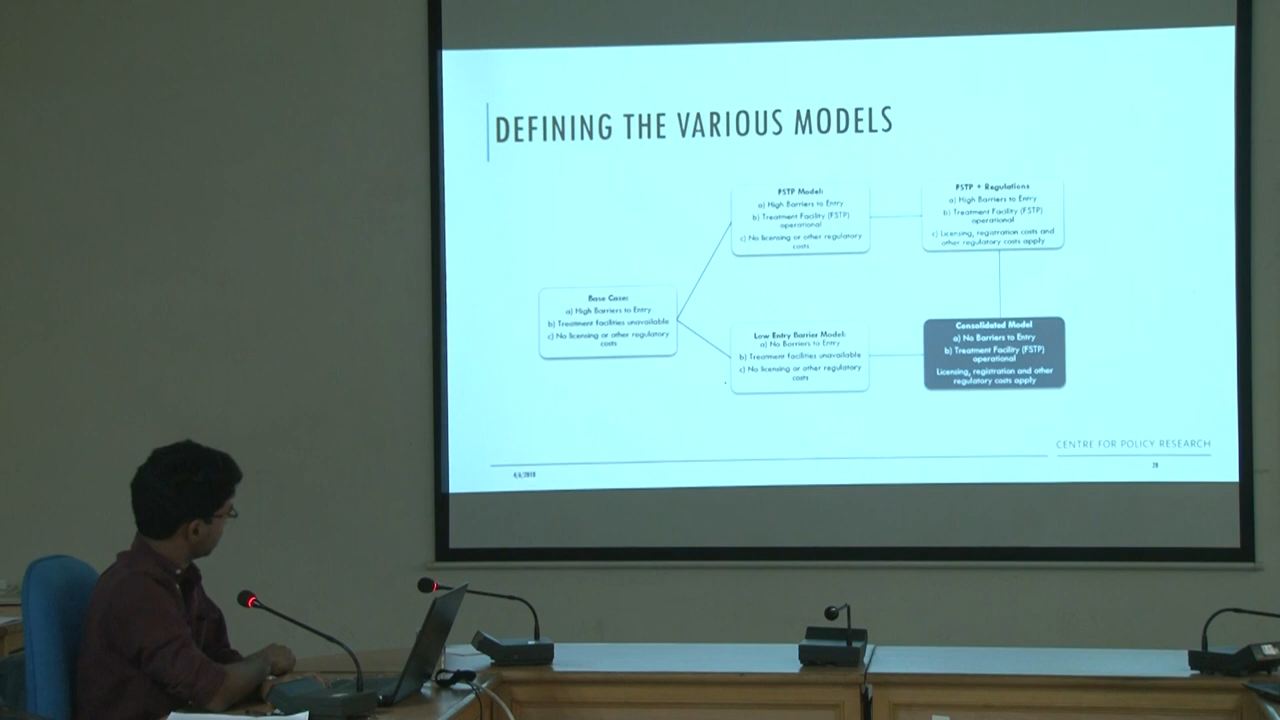 DEFINING THE VARIOUS MODELS
FSTP Model:
a) High Barriers to Entry
b) Treatment Facility (FSTP)
operational
c) No licensing or other regulatory
costs
FSTP + Regulations
a) High Barriers to Entry
b) Treatment Facility (FSTP)
operational
c) Licensing, registration costs and
other regulatory costs apply
Base Case:
a) High Barriers to Entry
b) Treatment facilities unavailable
c) No licensing or other regulatory
costs
Low Entry Barrier Model:
a) No Barriers to Entry
b) Treatment facilities unavailable
c) No licensing or other regulatory
costs
Consolidated Model
a) No Barriers to Entry
b) Treatment Facility (FSTP)
operational
Licensing, registration and other
regulatory costs apply
CENTRE FOR POLICY RESEARCH